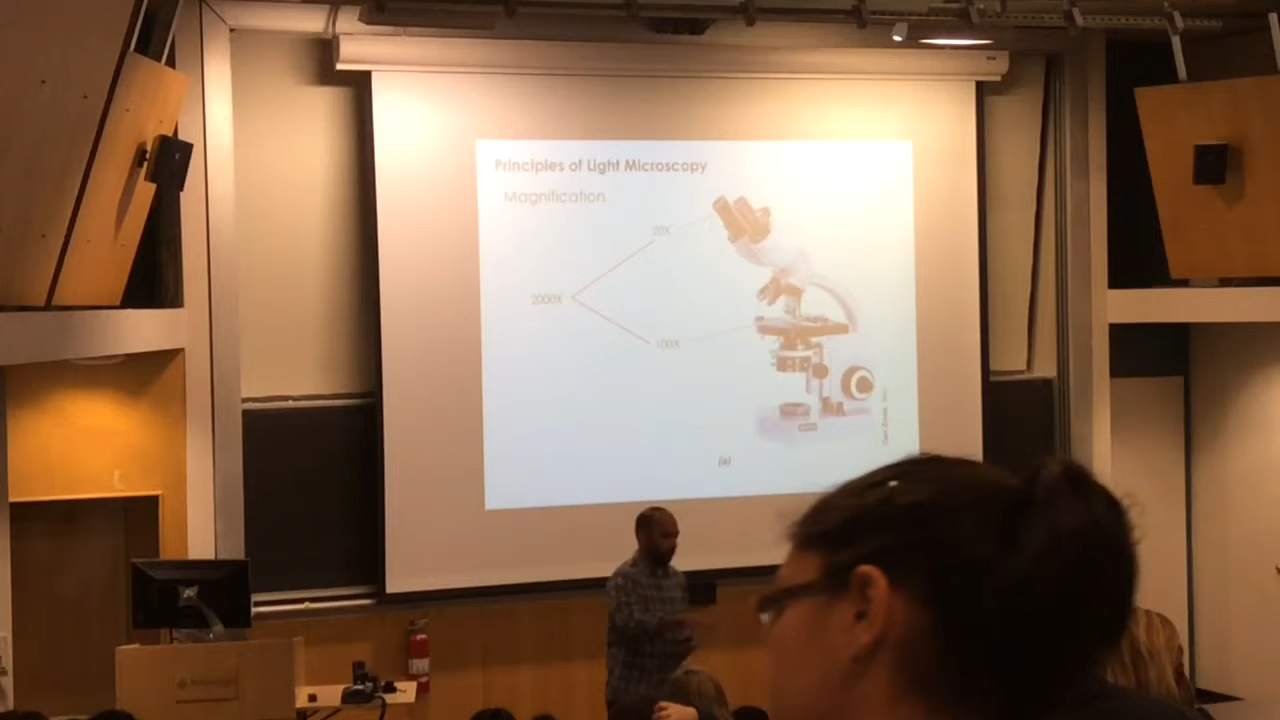 Principles of Light Microscopy
Magnification
20X
2000X
100X
(a)